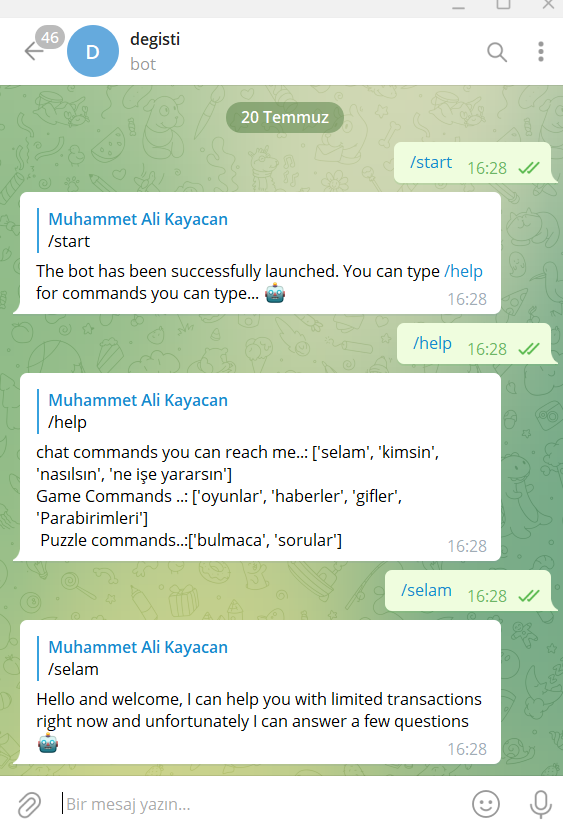 46
D
degisti
bot
20 Temmuz
/start
16:28
Muhammet Ali Kayacan
/start
The bot has been successfully launched. You can type /help
for commands you can type... 🤖
16:28
/help
16:28
Muhammet Ali Kayacan
/help
chat commands you can reach me..: ['selam', 'kimsin',
'nasılsın', 'ne işe yararsın']
Game Commands ..: ['oyunlar', 'haberler', 'gifler',
'Parabirimleri']
Puzzle commands..:['bulmaca', 'sorular']
16:28
/selam
16:28
Muhammet Ali Kayacan
/selam
Hello and welcome, I can help you with limited transactions
right now and unfortunately I can answer a few questions
🤖
16:28
Bir mesaj yazın...